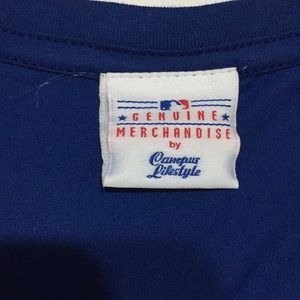 GENUINE
MERCHANDISE
by
Campus
Lifestyle